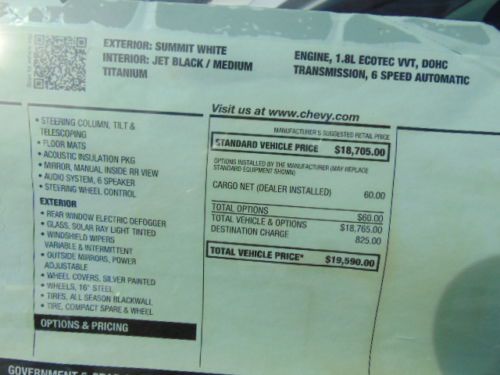 EXTERIOR: SUMMIT WHITE
INTERIOR: JET BLACK / MEDIUM
TITANIUM
ENGINE, 1.8L ECOTEC VVT, DOHC
TRANSMISSION, 6 SPEED AUTOMATIC
• STEERING COLUMN, TILT &
TELESCOPING
• FLOOR MATS
• ACOUSTIC INSULATION PKG
• MIRROR, MANUAL INSIDE RR VIEW
• AUDIO SYSTEM, 6 SPEAKER
• STEERING WHEEL CONTROL
EXTERIOR
• REAR WINDOW ELECTRIC DEFOGGER
• GLASS, SOLAR RAY LIGHT TINTED
• WINDSHIELD WIPERS
VARIABLE & INTERMITTENT
• OUTSIDE MIRRORS, POWER
ADJUSTABLE
• WHEEL COVERS, SILVER PAINTED
• WHEELS, 16" STEEL
• TIRES, ALL SEASON BLACKWALL
• TIRE, COMPACT SPARE & WHEEL
OPTIONS & PRICING
Visit us at www.chevy.com
MANUFACTURER'S SUGGESTED RETAIL PRICE
STANDARD VEHICLE PRICE $18,705.00
OPTIONS INSTALLED BY THE MANUFACTURER (MAY REPLACE
STANDARD EQUIPMENT SHOWN)
CARGO NET (DEALER INSTALLED) 60.00
TOTAL OPTIONS $60.00
TOTAL VEHICLE & OPTIONS $18,765.00
DESTINATION CHARGE 825.00
TOTAL VEHICLE PRICE* $19,590.00
GOVERNMENT 5